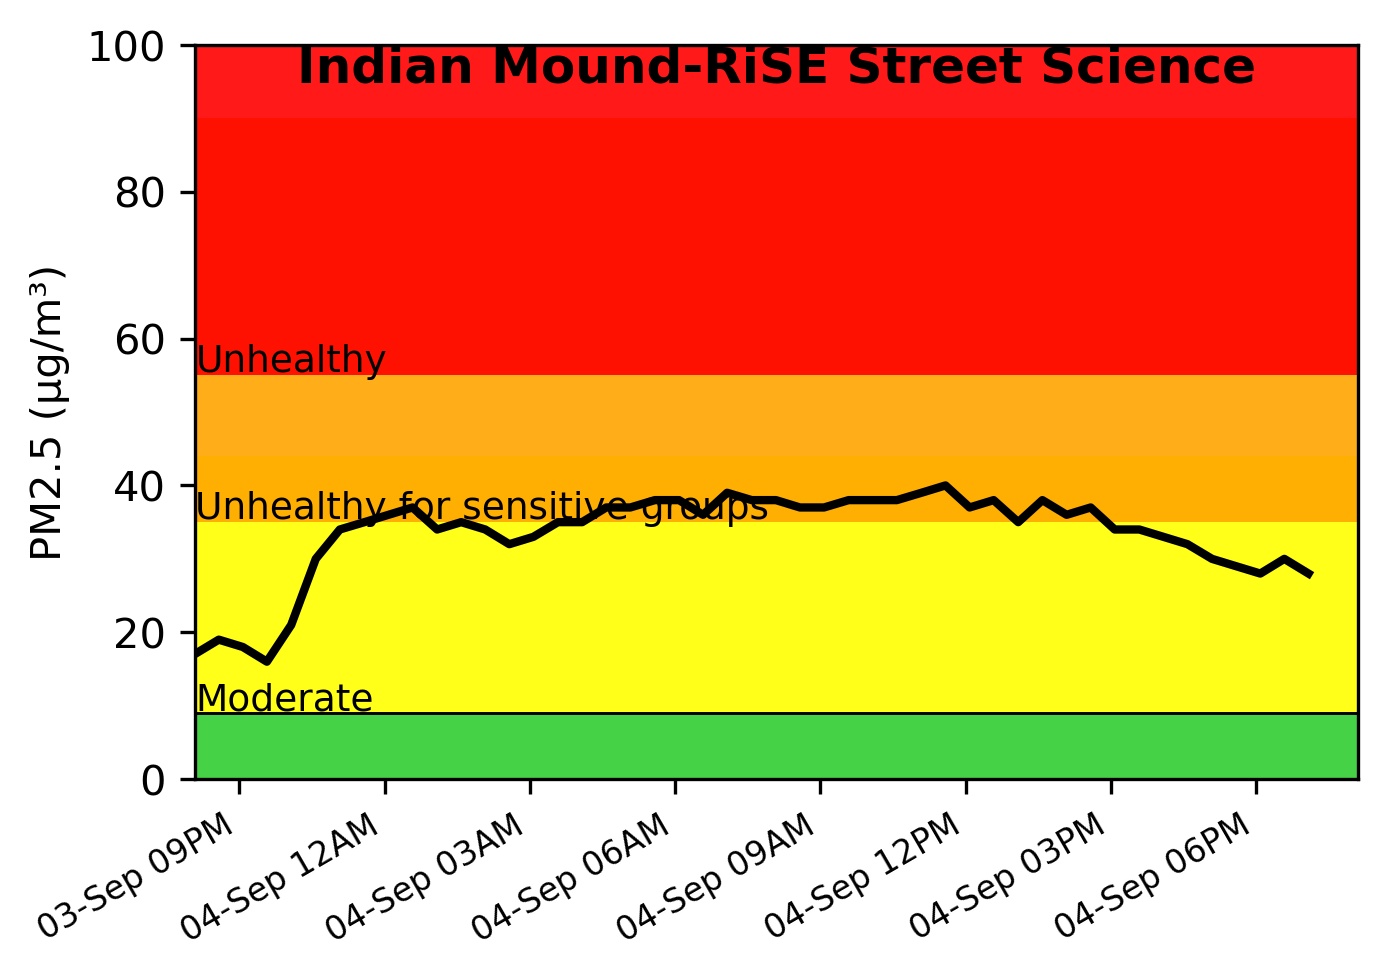 Indian Mound-RiSE Street Science
PM2.5 (µg/m³)
100
80
60
40
20
0
Unhealthy
Unhealthy for sensitive groups
Moderate
03-Sep 09PM
04-Sep 12AM
04-Sep 03AM
04-Sep 06AM
04-Sep 09AM
04-Sep 12PM
04-Sep 03PM
04-Sep 06PM